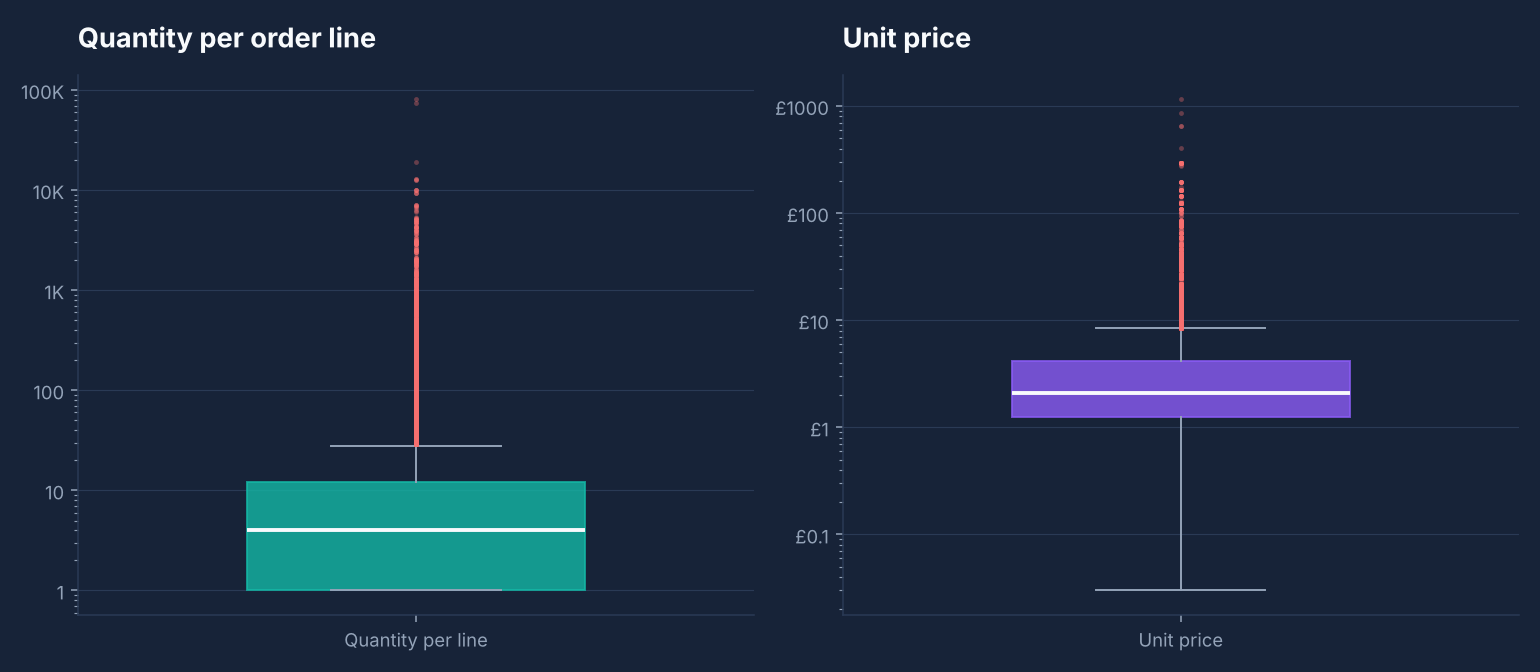 Quantity per order line
100K
10K
1K
100
10
1
Quantity per line
Unit price
£1000
£100
£10
£1
£0.1
Unit price